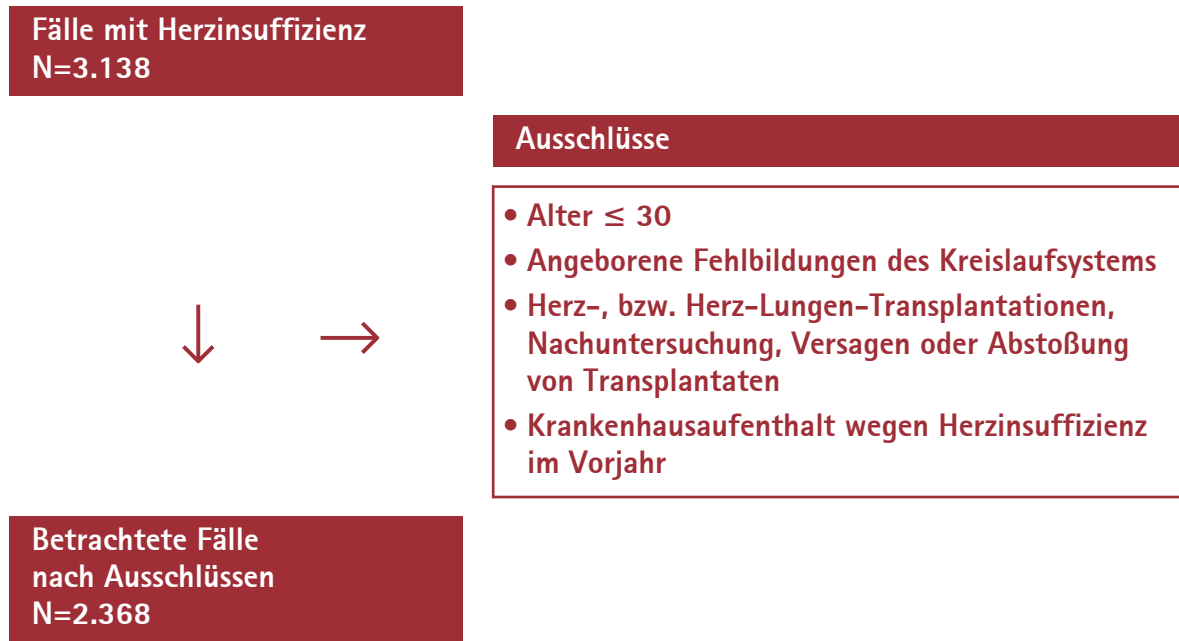 Fälle mit Herzinsuffizienz
N=3.138
Ausschlüsse
• Alter ≤ 30
• Angeborene Fehlbildungen des Kreislaufsystems
• Herz-, bzw. Herz-Lungen-Transplantationen,
Nachuntersuchung, Versagen oder Abstoßung
von Transplantaten
• Krankenhausaufenthalt wegen Herzinsuffizienz
im Vorjahr
Betrachtete Fälle
nach Ausschlüssen
N=2.368